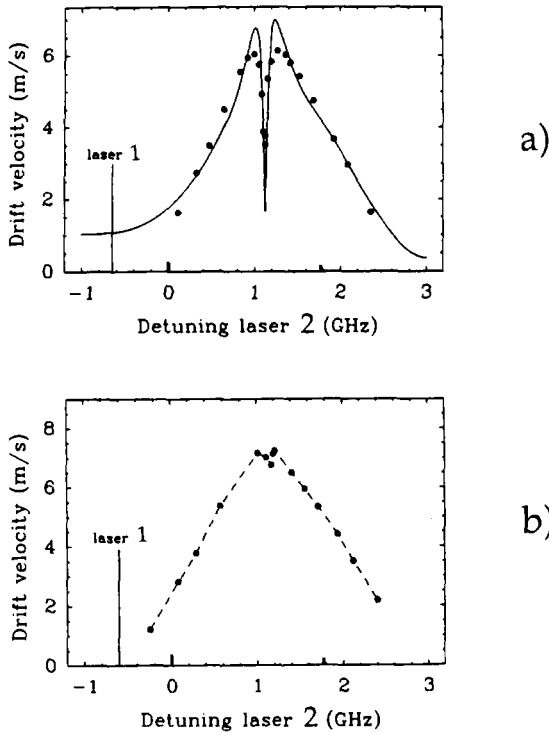 a)
Drift velocity (m/s)
6
4
2
0
laser 1
−1 0 1 2 3
Detuning laser 2 (GHz)
b)
Drift velocity (m/s)
8
6
4
2
0
laser 1
−1 0 1 2 3
Detuning laser 2 (GHz)